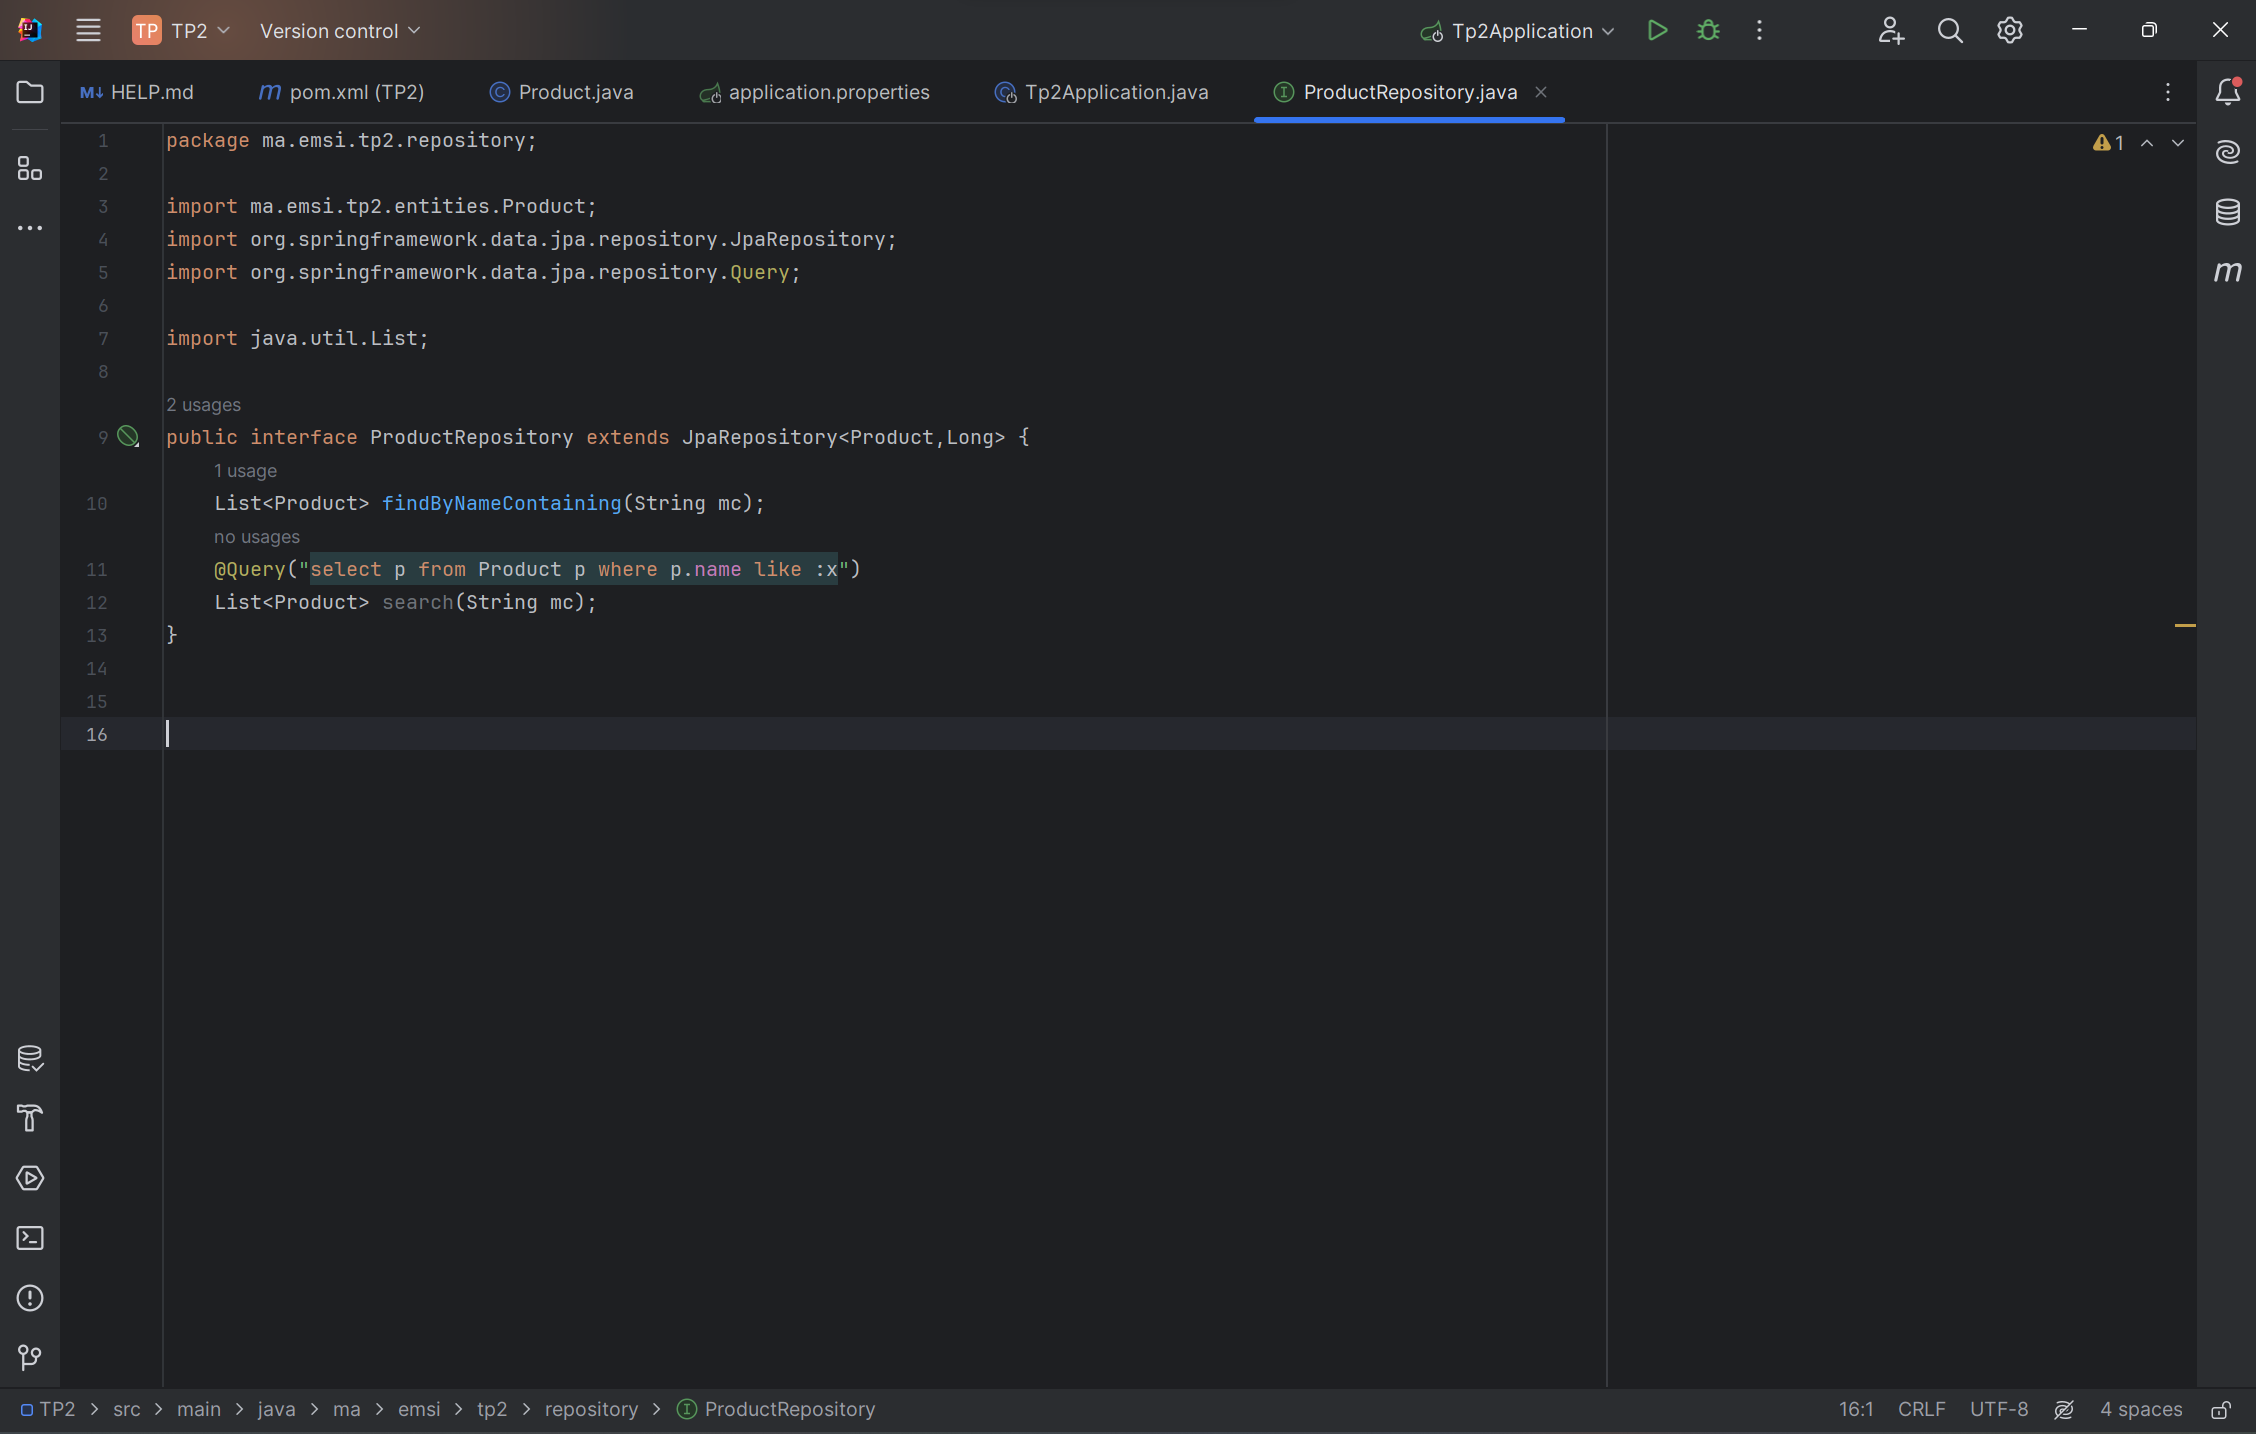 TP TP2 Version control Tp2Application
M↓ HELP.md m pom.xml (TP2) Product.java application.properties Tp2Application.java ProductRepository.java
1 package ma.emsi.tp2.repository;
2
3 import ma.emsi.tp2.entities.Product;
4 import org.springframework.data.jpa.repository.JpaRepository;
5 import org.springframework.data.jpa.repository.Query;
6
7 import java.util.List;
8
2 usages
9 public interface ProductRepository extends JpaRepository<Product,Long> {
1 usage
10 List<Product> findByNameContaining(String mc);
no usages
11 @Query("select p from Product p where p.name like :x")
12 List<Product> search(String mc);
13 }
14
15
16
1
m
TP2 > src > main > java > ma > emsi > tp2 > repository > ProductRepository 16:1 CRLF UTF-8 4 spaces